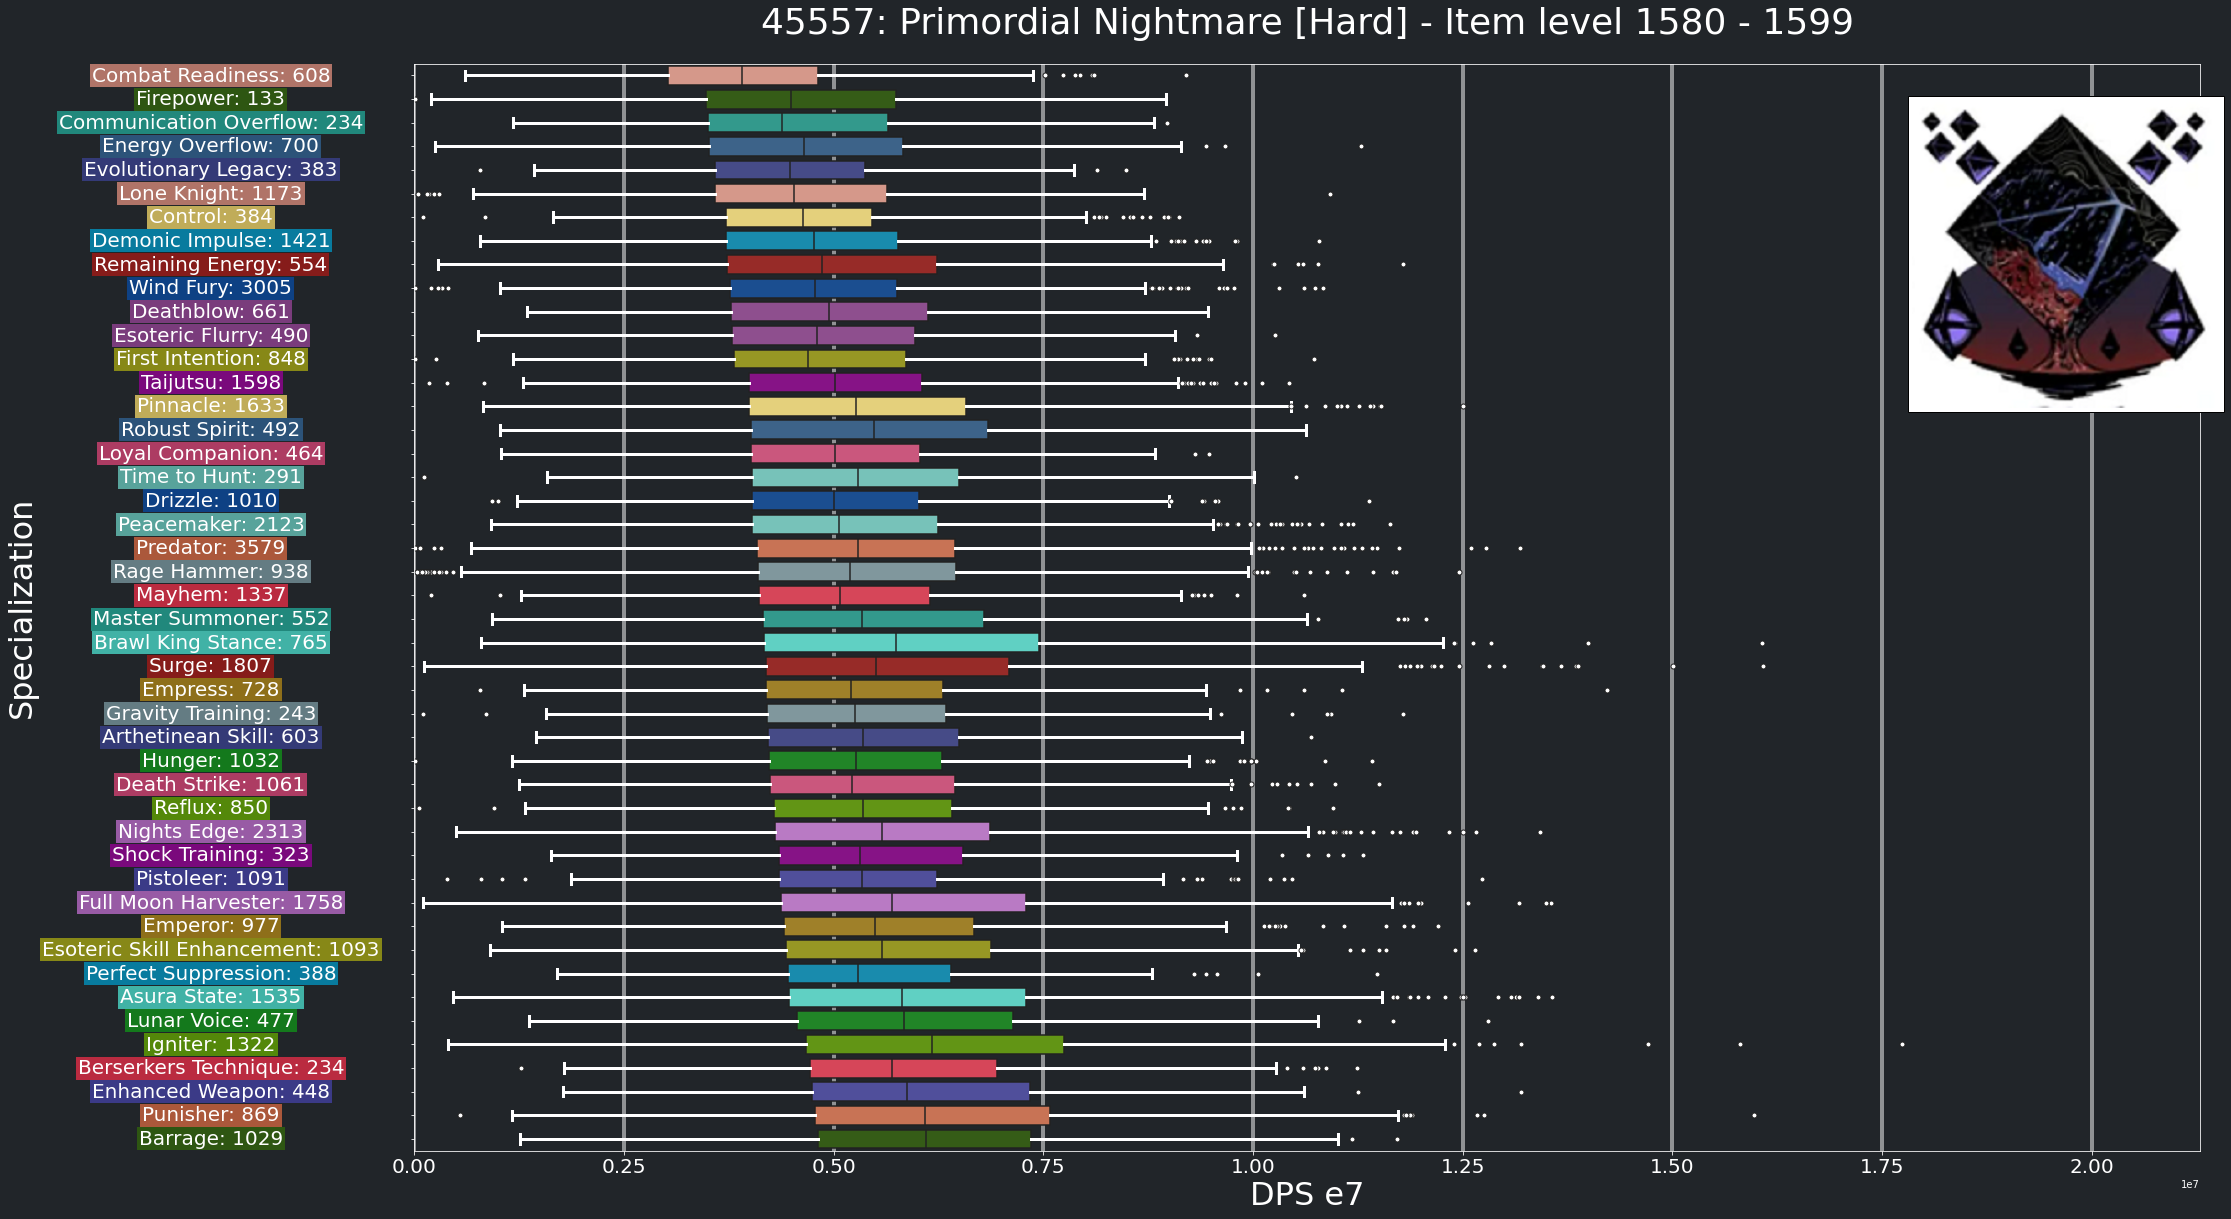 45557: Primordial Nightmare [Hard] - Item level 1580 - 1599
Combat Readiness: 608
Firepower: 133
Communication Overflow: 234
Energy Overflow: 700
Evolutionary Legacy: 383
Lone Knight: 1173
Control: 384
Demonic Impulse: 1421
Remaining Energy: 554
Wind Fury: 3005
Deathblow: 661
Esoteric Flurry: 490
First Intention: 848
Taijutsu: 1598
Pinnacle: 1633
Robust Spirit: 492
Loyal Companion: 464
Time to Hunt: 291
Drizzle: 1010
Peacemaker: 2123
Predator: 3579
Rage Hammer: 938
Mayhem: 1337
Master Summoner: 552
Brawl King Stance: 765
Surge: 1807
Empress: 728
Gravity Training: 243
Arthetinean Skill: 603
Hunger: 1032
Death Strike: 1061
Reflux: 850
Nights Edge: 2313
Shock Training: 323
Pistoleer: 1091
Full Moon Harvester: 1758
Emperor: 977
Esoteric Skill Enhancement: 1093
Perfect Suppression: 388
Asura State: 1535
Lunar Voice: 477
Igniter: 1322
Berserkers Technique: 234
Enhanced Weapon: 448
Punisher: 869
Barrage: 1029
Specialization
0.00 0.25 0.50 0.75 1.00 1.25 1.50 1.75 2.00
1e7
DPS e7